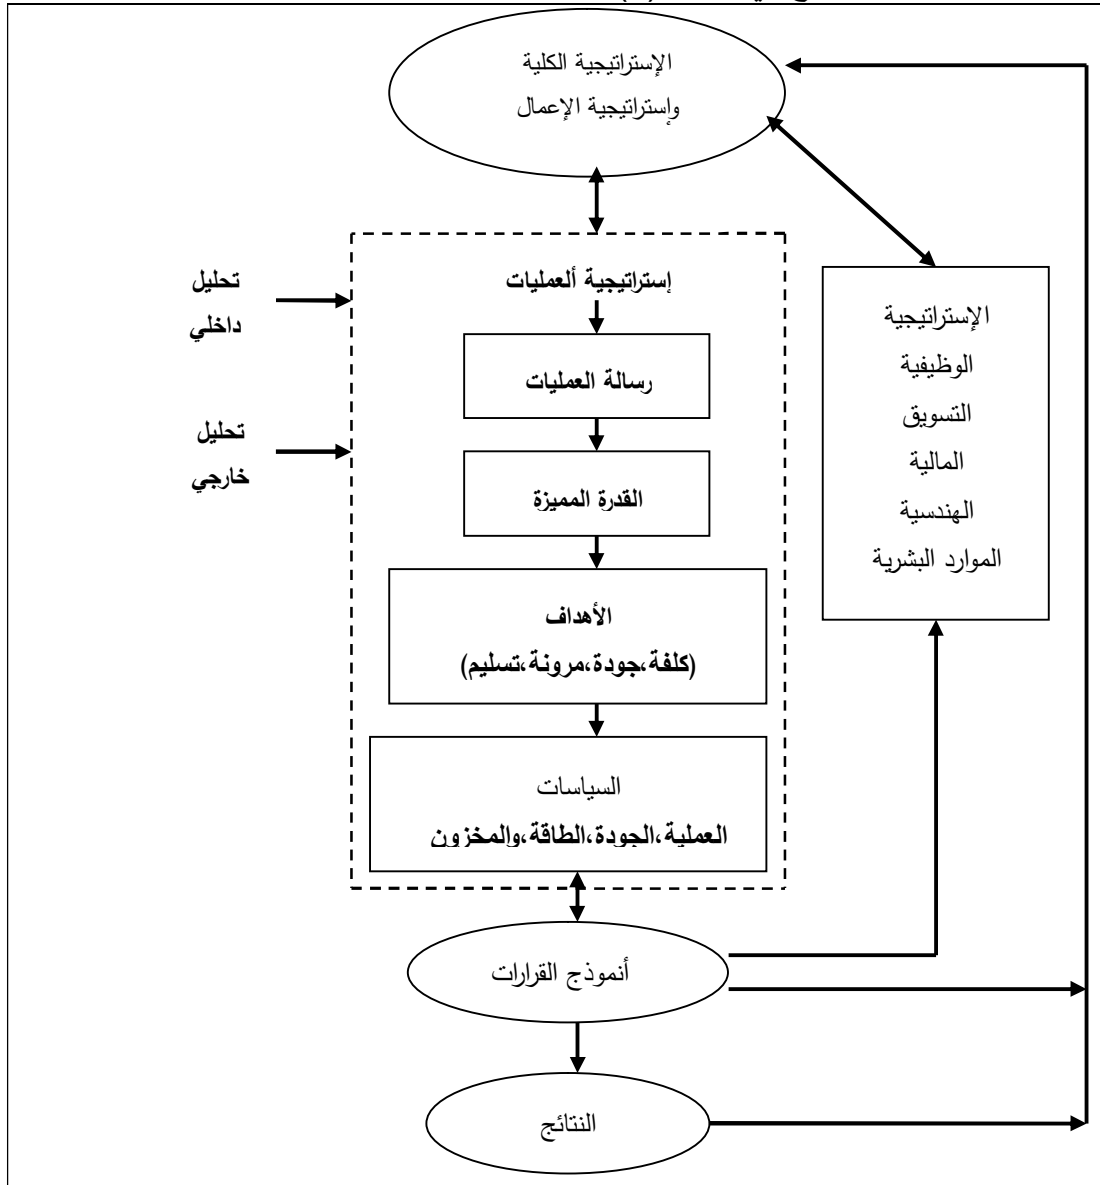 الإستراتيجية الكلية
وإستراتيجية الإعمال
إستراتيجية ألعمليات
تحليل
داخلي
رسالة العمليات
تحليل
خارجي
القدرة المميزة
الأهداف
(كلفة،جودة،مرونة،تسليم)
السياسات
العملية،الجودة،الطاقة،والمخزون
الإستراتيجية
الوظيفية
التسويق
المالية
الهندسية
الموارد البشرية
أنموذج القرارات
النتائج